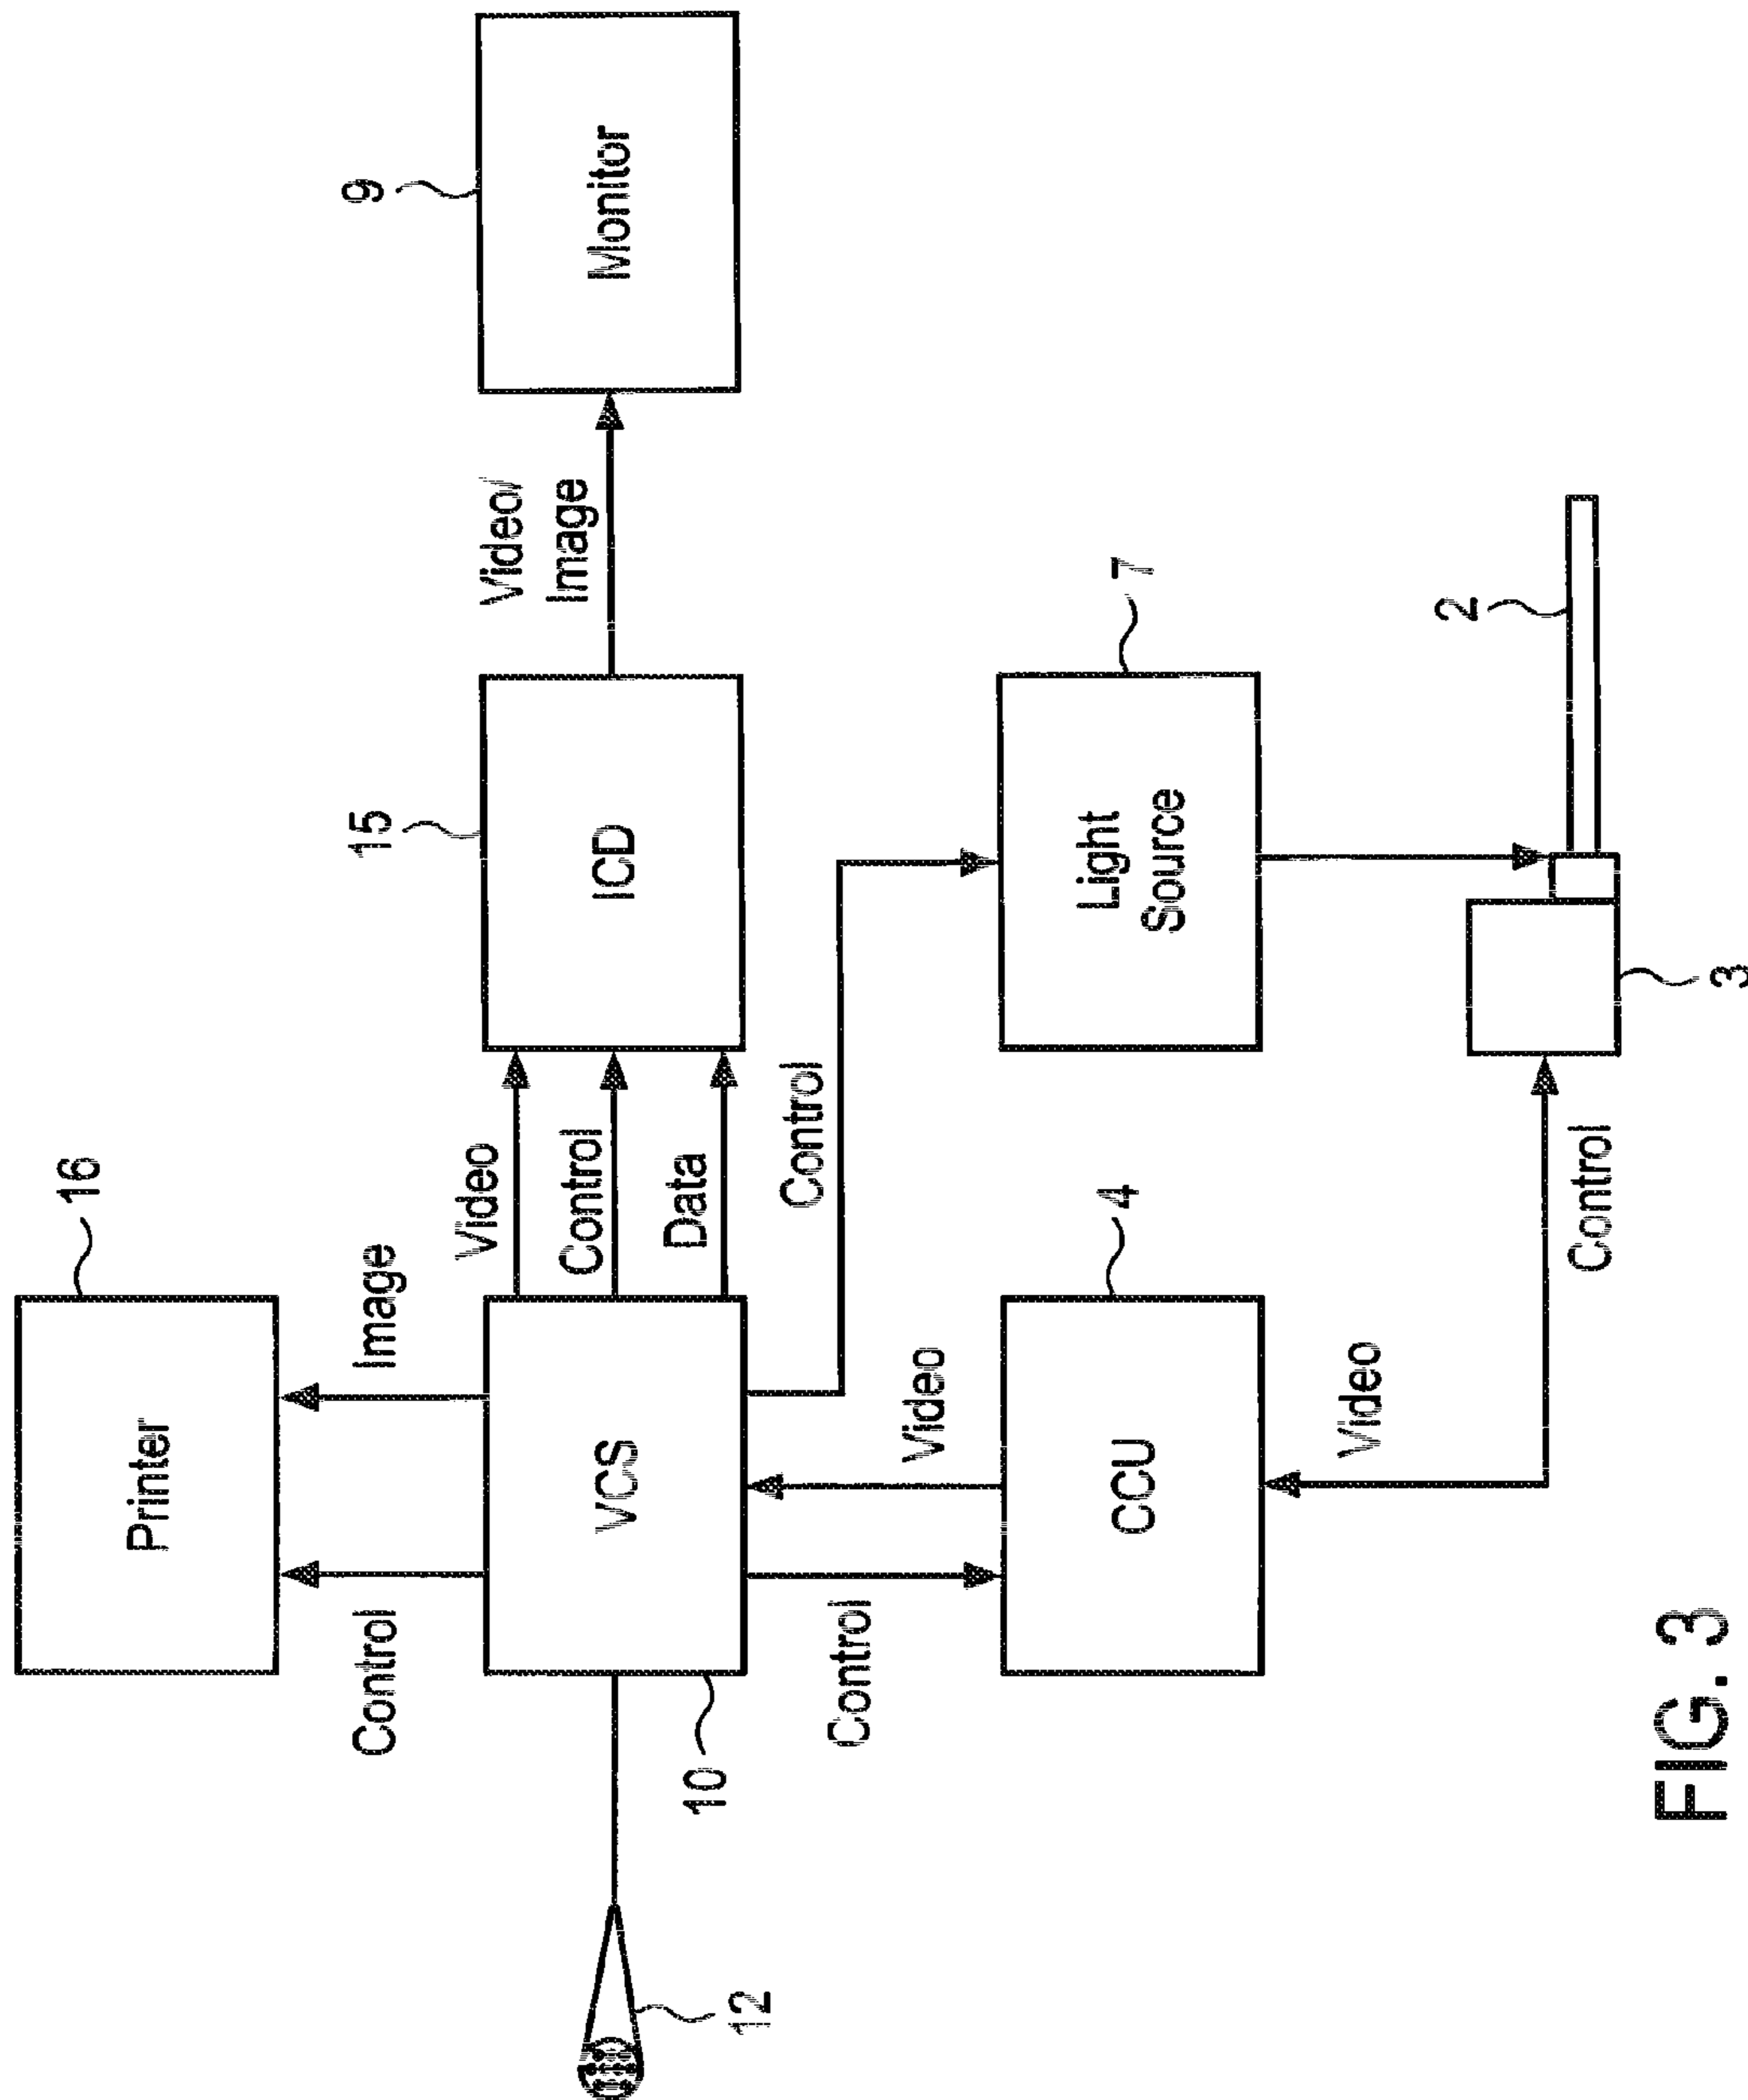 16
Printer
Control
Image
12
10
VCS
Video
Control
Data
15
ICD
Video/
Image
9
Monitor
Control
Video
Control
4
CCU
7
Light
Source
Video
Control
3
2
FIG. 3